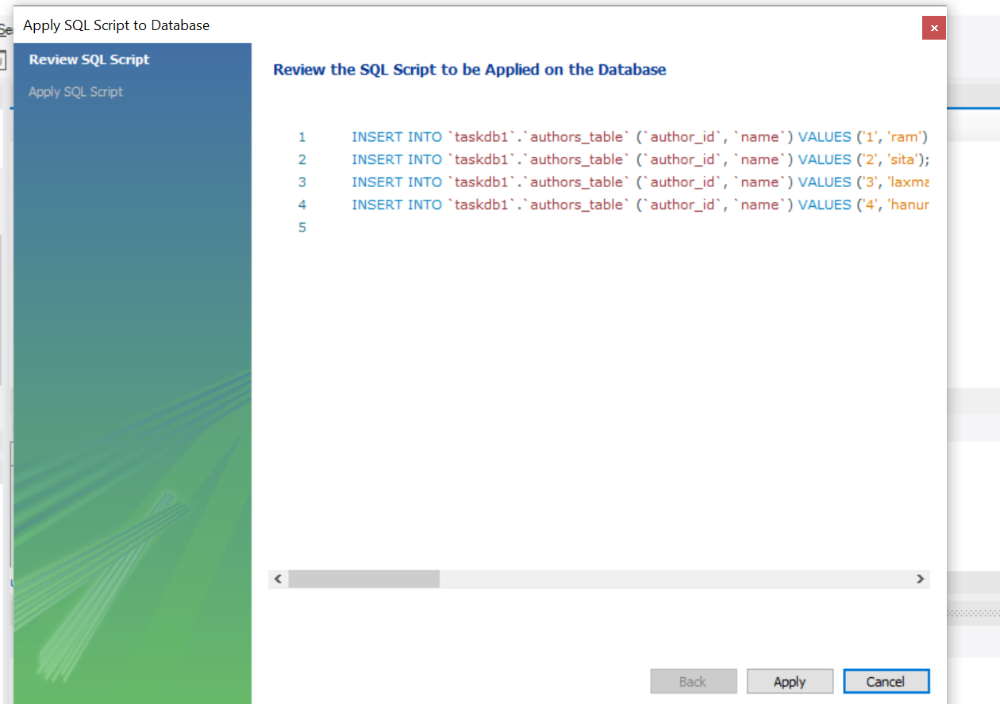 Apply SQL Script to Database
Review SQL Script
Apply SQL Script
Review the SQL Script to be Applied on the Database
1 INSERT INTO `taskdb1`.`authors_table` (`author_id`, `name`) VALUES ('1', 'ram')
2 INSERT INTO `taskdb1`.`authors_table` (`author_id`, `name`) VALUES ('2', 'sita');
3 INSERT INTO `taskdb1`.`authors_table` (`author_id`, `name`) VALUES ('3', 'laxma
4 INSERT INTO `taskdb1`.`authors_table` (`author_id`, `name`) VALUES ('4',
5
Back Apply Cancel